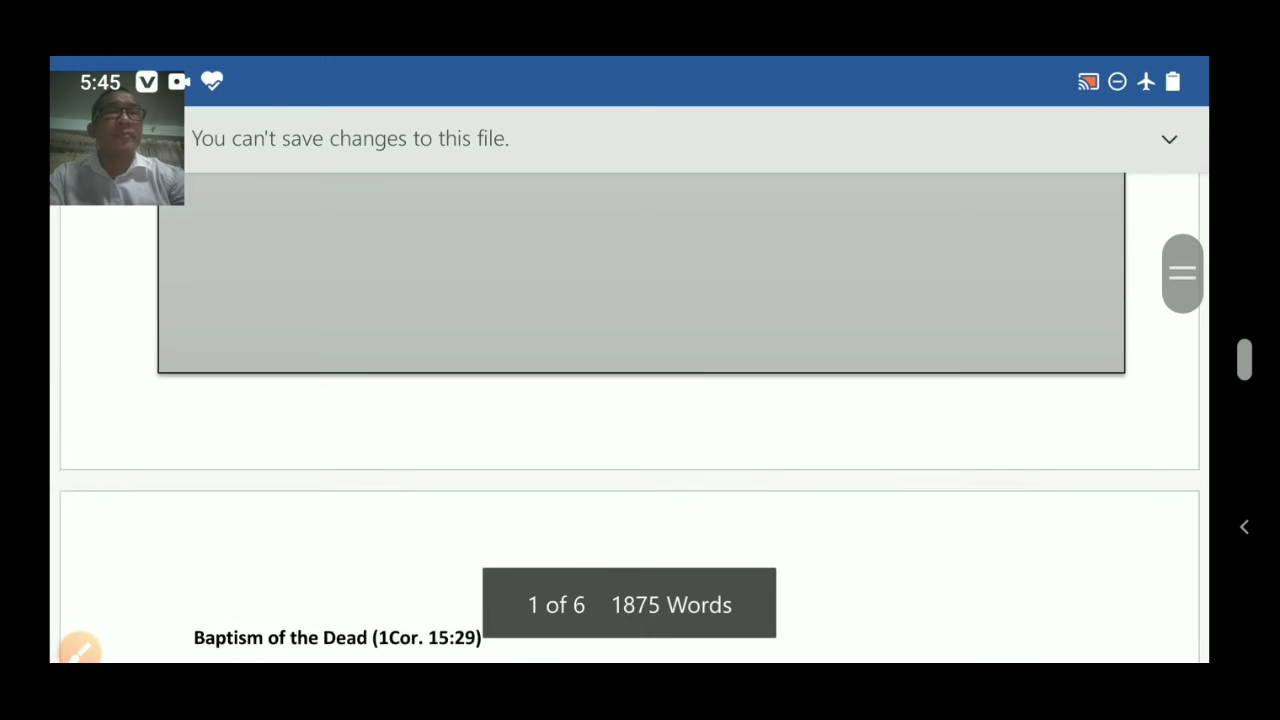 5:45
You can't save changes to this file.
1 of 6 1875 Words
Baptism of the Dead (1Cor. 15:29)